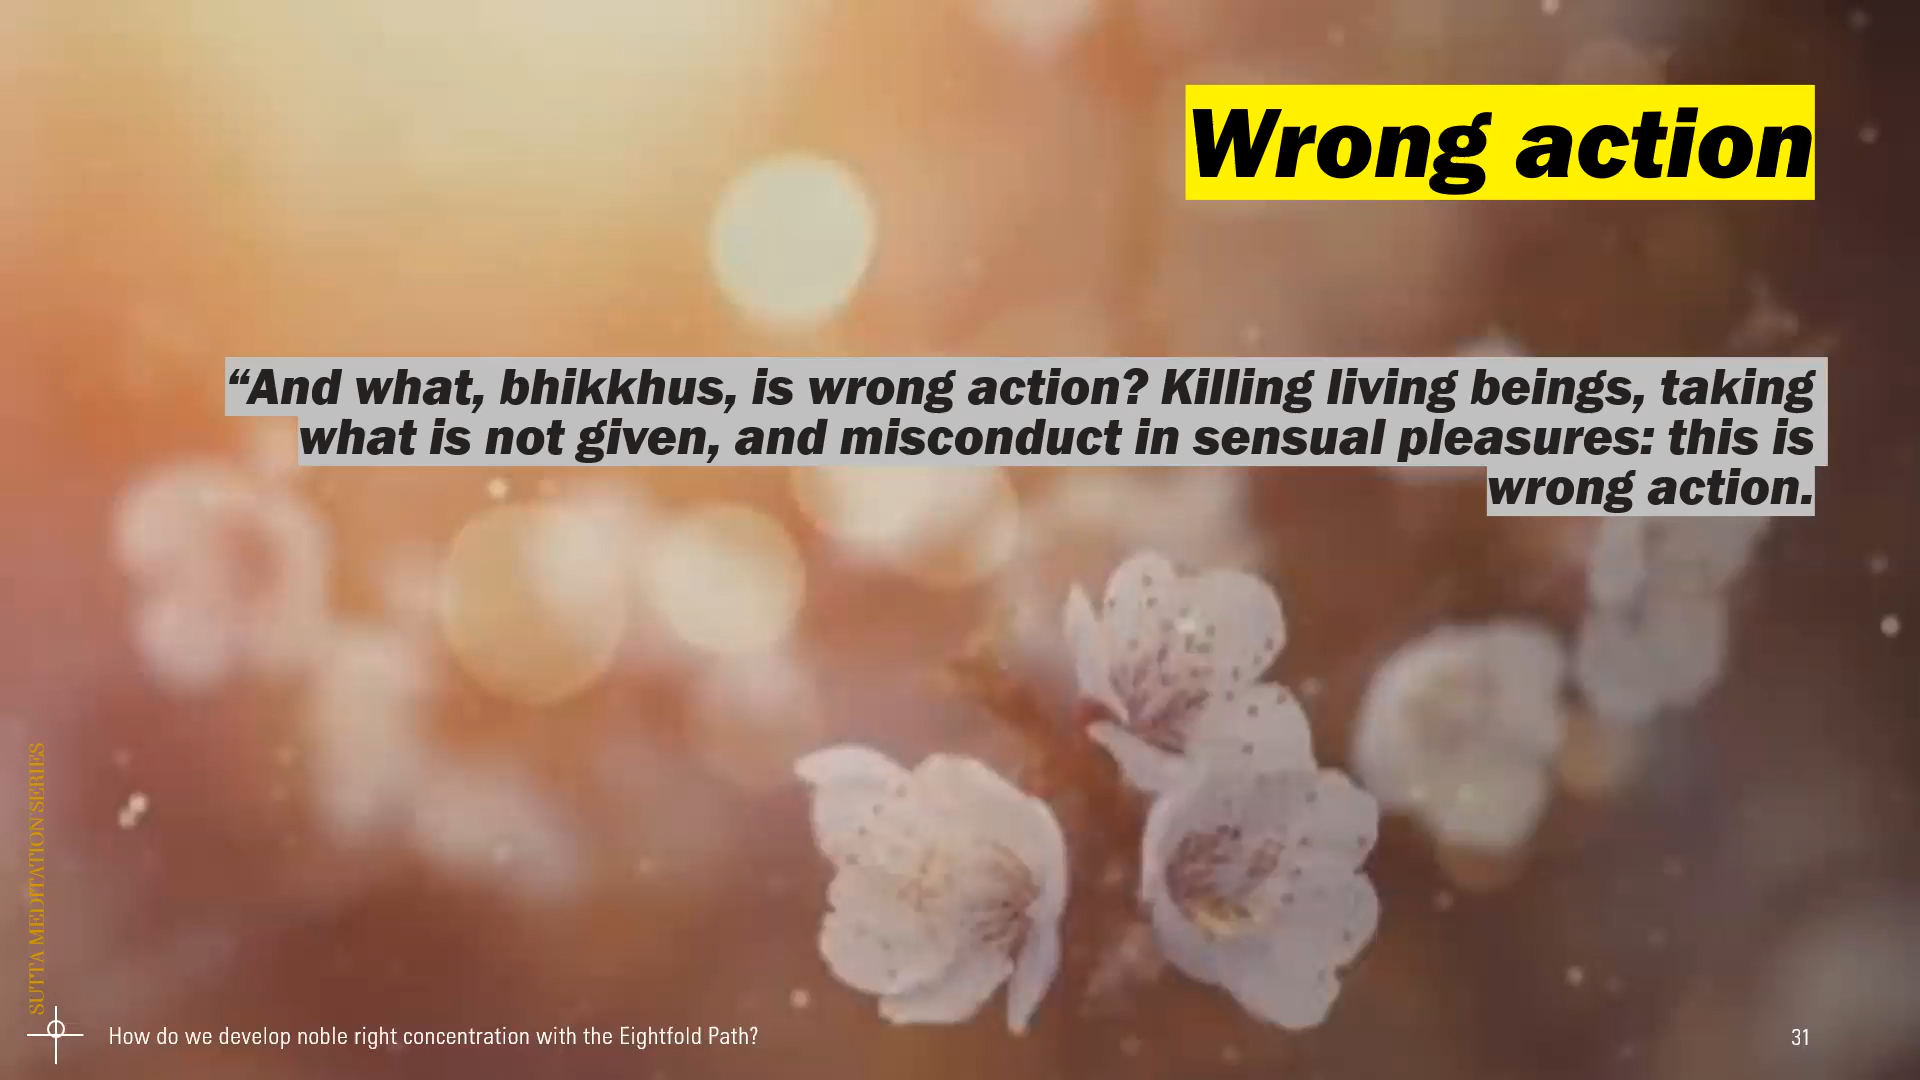 Wrong action
“And what, bhikkhus, is wrong action? Killing living beings, taking
what is not given, and misconduct in sensual pleasures: this is
wrong action.
SUTTA MEDITATION SERIES
How do we develop noble right concentration with the Eightfold Path?
31